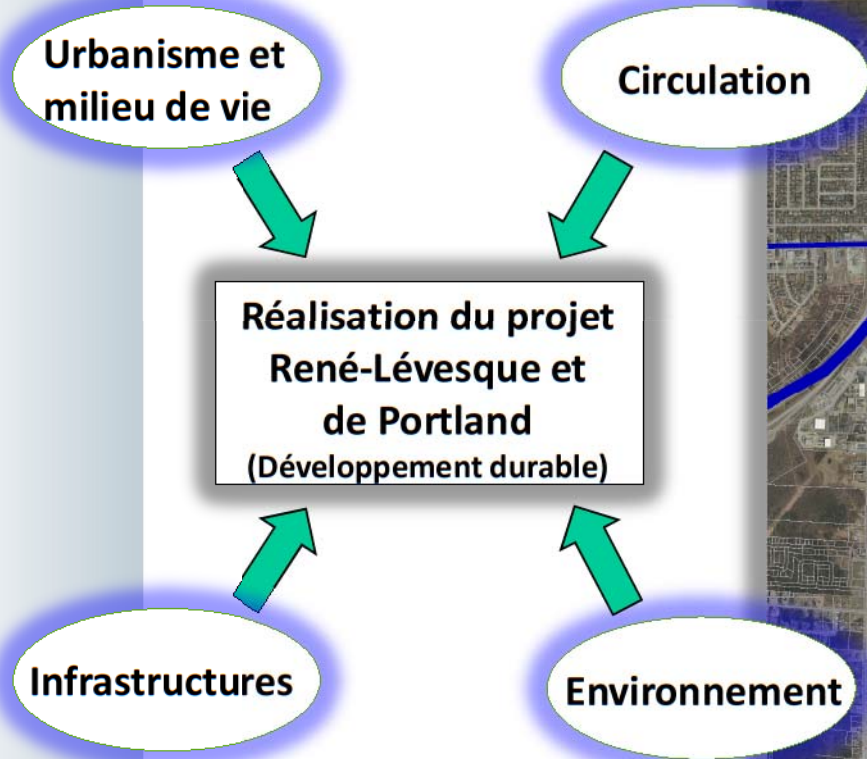 Urbanisme et
milieu de vie
Circulation
Réalisation du projet
René-Lévesque et
de Portland
(Développement durable)
Infrastructures
Environnement